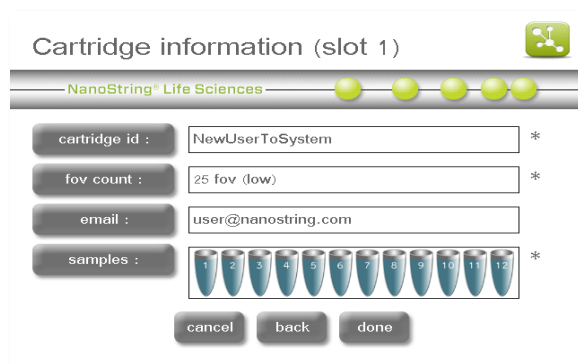 Cartridge information (slot 1)
NanoString® Life Sciences
cartridge id : NewUserToSystem *
fov count : 25 fov (low) *
email : user@nanostring.com
samples : 1 2 3 4 5 6 7 8 9 10 11 12 *
cancel back done